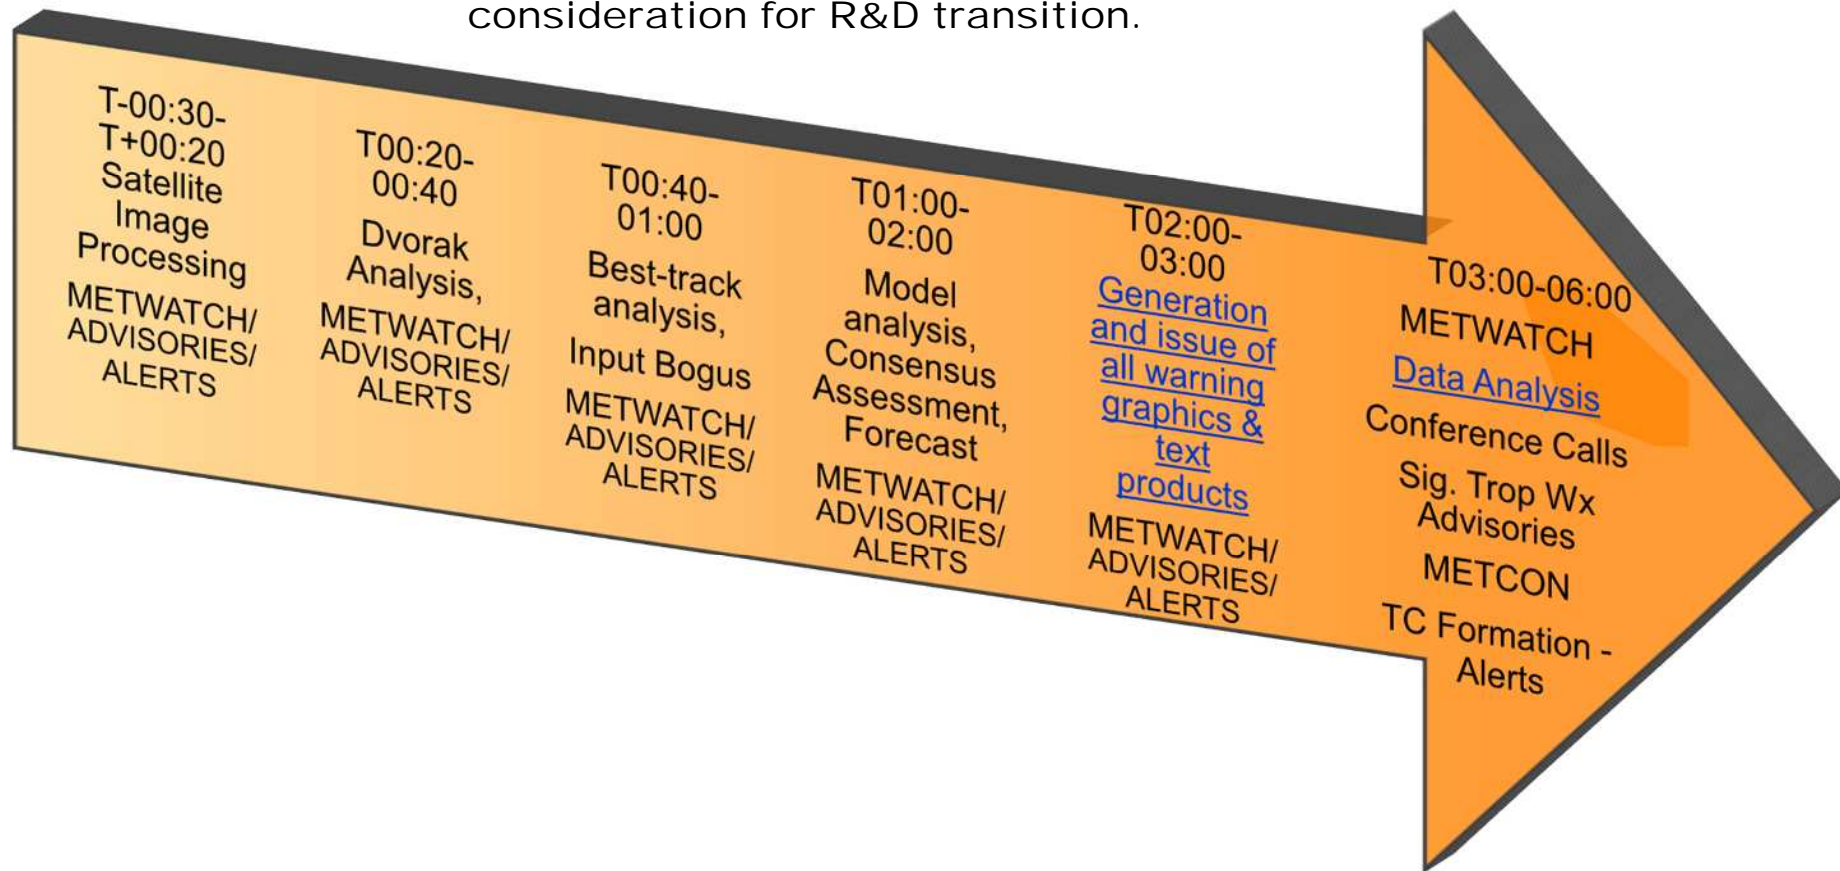 consideration for R&D transition.
T-00:30-
T+00:20
Satellite
Image
Processing
METWATCH/
ADVISORIES/
ALERTS
T00:20-
00:40
Dvorak
Analysis,
METWATCH/
ADVISORIES/
ALERTS
T00:40-
01:00
Best-track
analysis,
Input Bogus
METWATCH/
ADVISORIES/
ALERTS
T01:00-
02:00
Model
analysis,
Consensus
Assessment,
Forecast
METWATCH/
ADVISORIES/
ALERTS
T02:00-
03:00
Generation
and issue of
all warning
graphics &
text
products
METWATCH/
ADVISORIES/
ALERTS
T03:00-06:00
METWATCH
Data Analysis
Conference Calls
Sig. Trop Wx
Advisories
METCON
TC Formation -
Alerts